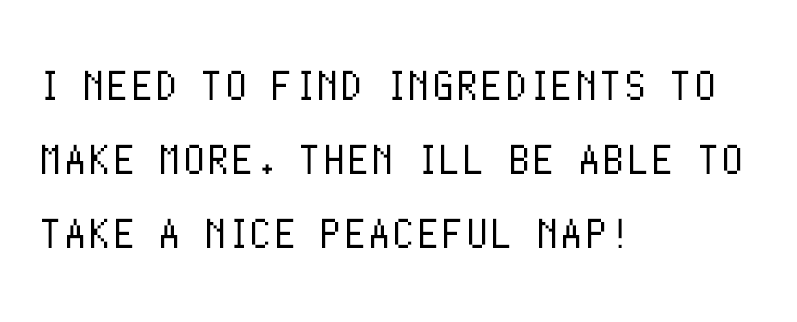 I NEED TO FIND INGREDIENTS TO
MAKE MORE. THEN ILL BE ABLE TO
TAKE A NICE PEACEFUL NAP!